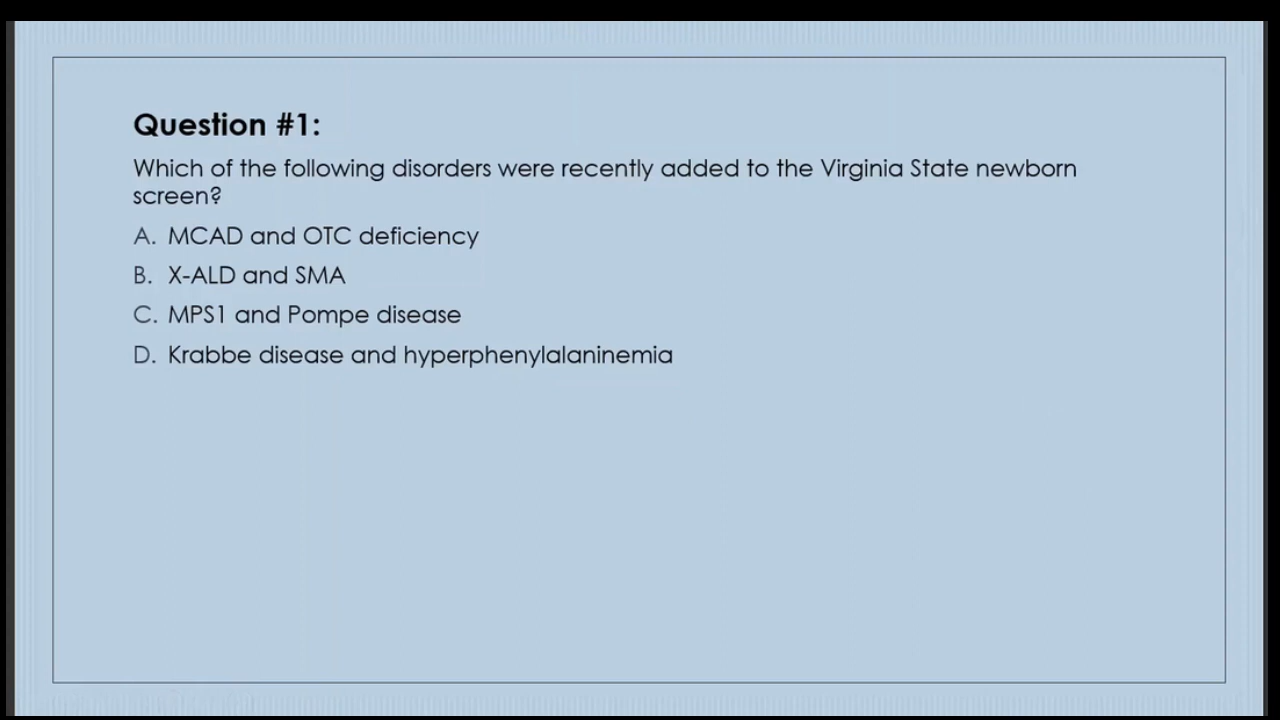 Question #1:
Which of the following disorders were recently added to the Virginia State newborn
screen?
A. MCAD and OTC deficiency
B. X-ALD and SMA
C. MPS1 and Pompe disease
D. Krabbe disease and hyperphenylalaninemia